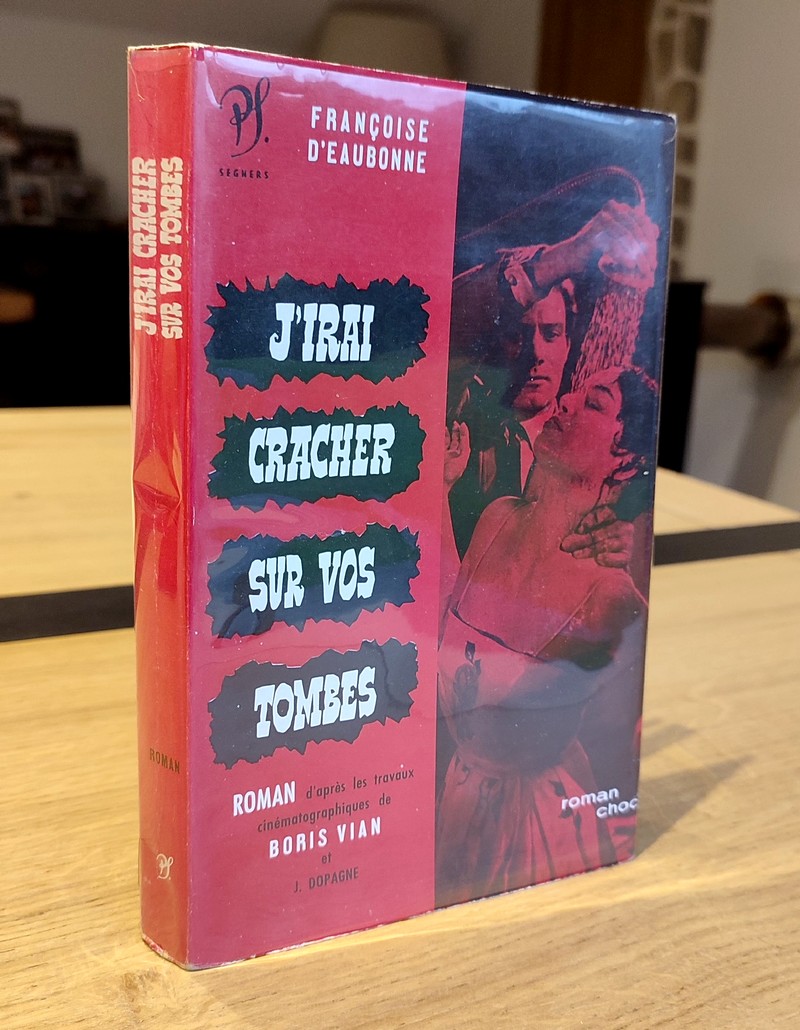 J'IRAI CRACHER
SUR VOS TOMBES
ROMAN
PS.
PS.
SEGHERS
FRANÇOISE
D'EAUBONNE
J'IRAI
CRACHER
SUR VOS
TOMBES
ROMAN d'après les travaux
cinématographiques de
BORIS VIAN
et
J. DOPAGNE
roman
choc